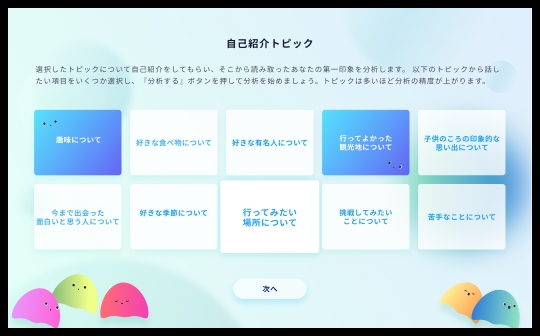 自己紹介トピック
選択したトピックについて自己紹介をしてもらい、そこから読み取ったあなたの第一印象を分析します。 以下のトピックから話し
たい項目をいくつか選択し、「分析する」ボタンを押して分析を始めましょう。トピックは多いほど分析の精度が上がります。
趣味について
好きな食べ物について
好きな有名人について
行ってよかった
観光地について
子供のころの印象的な
思い出について
今まで出会った
面白いと思う人について
好きな季節について
行ってみたい
場所について
挑戦してみたい
ことについて
苦手なことについて
次へ